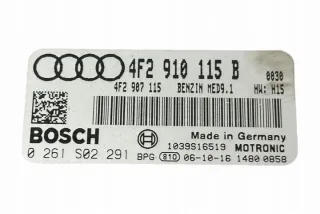 4F2 910 115 B
4F2 907 115 BENZIN MED9.1 0030
HW: H15
BOSCH
Made in Germany
1039S16519 MOTRONIC
0 261 S02 291 BPG 810 06-10-16 1480 0858